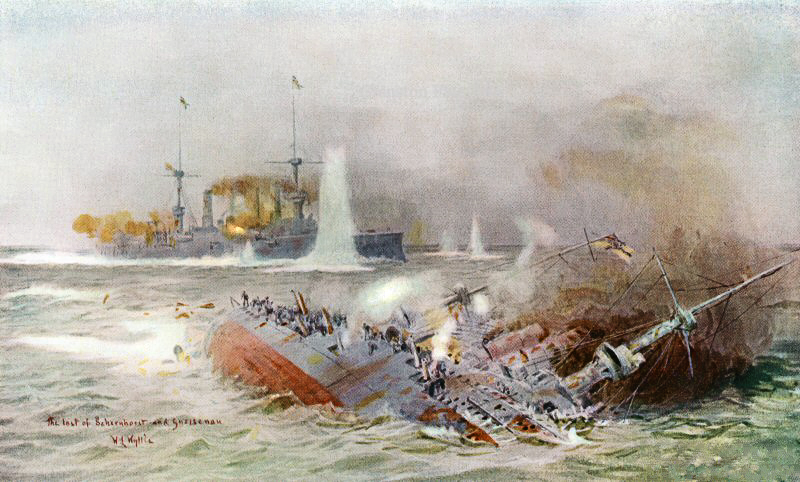 The last of Scharnhorst and Gneisenau
W L Wyllie